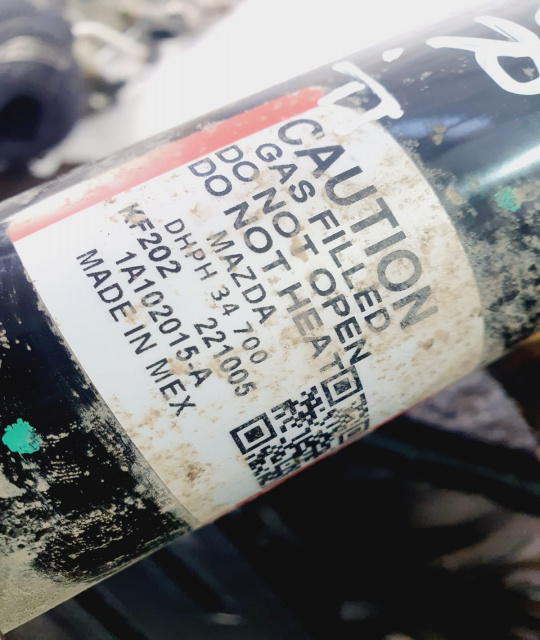 CAUTION
GAS FILLED
DO NOT OPEN
DO NOT HEAT
MAZDA
DHPH 34 700
KF202 221005
1A102015-A
MADE IN MEX